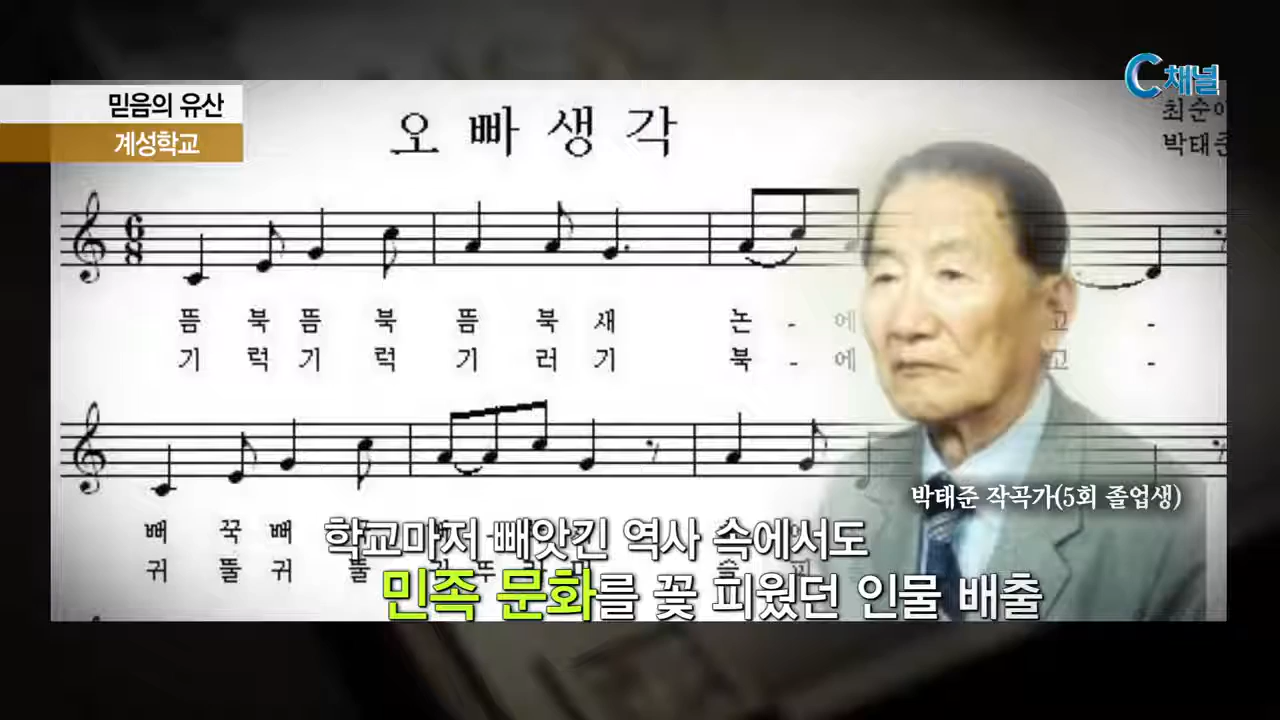 C채널
믿음의 유산
계성학교
오빠생각
최순
박태준
뜸 북 뜸 북 뜸 북 새 논 - 에 고 -
기 럭 기 럭 기 러 기 북 - 에 고 -
박태준 작곡가(5회 졸업생)
뻐 꾹 뻐
귀 뚤 귀 뚤
학교마저 빼앗긴 역사 속에서도
민족 문화를 꽃 피웠던 인물 배출